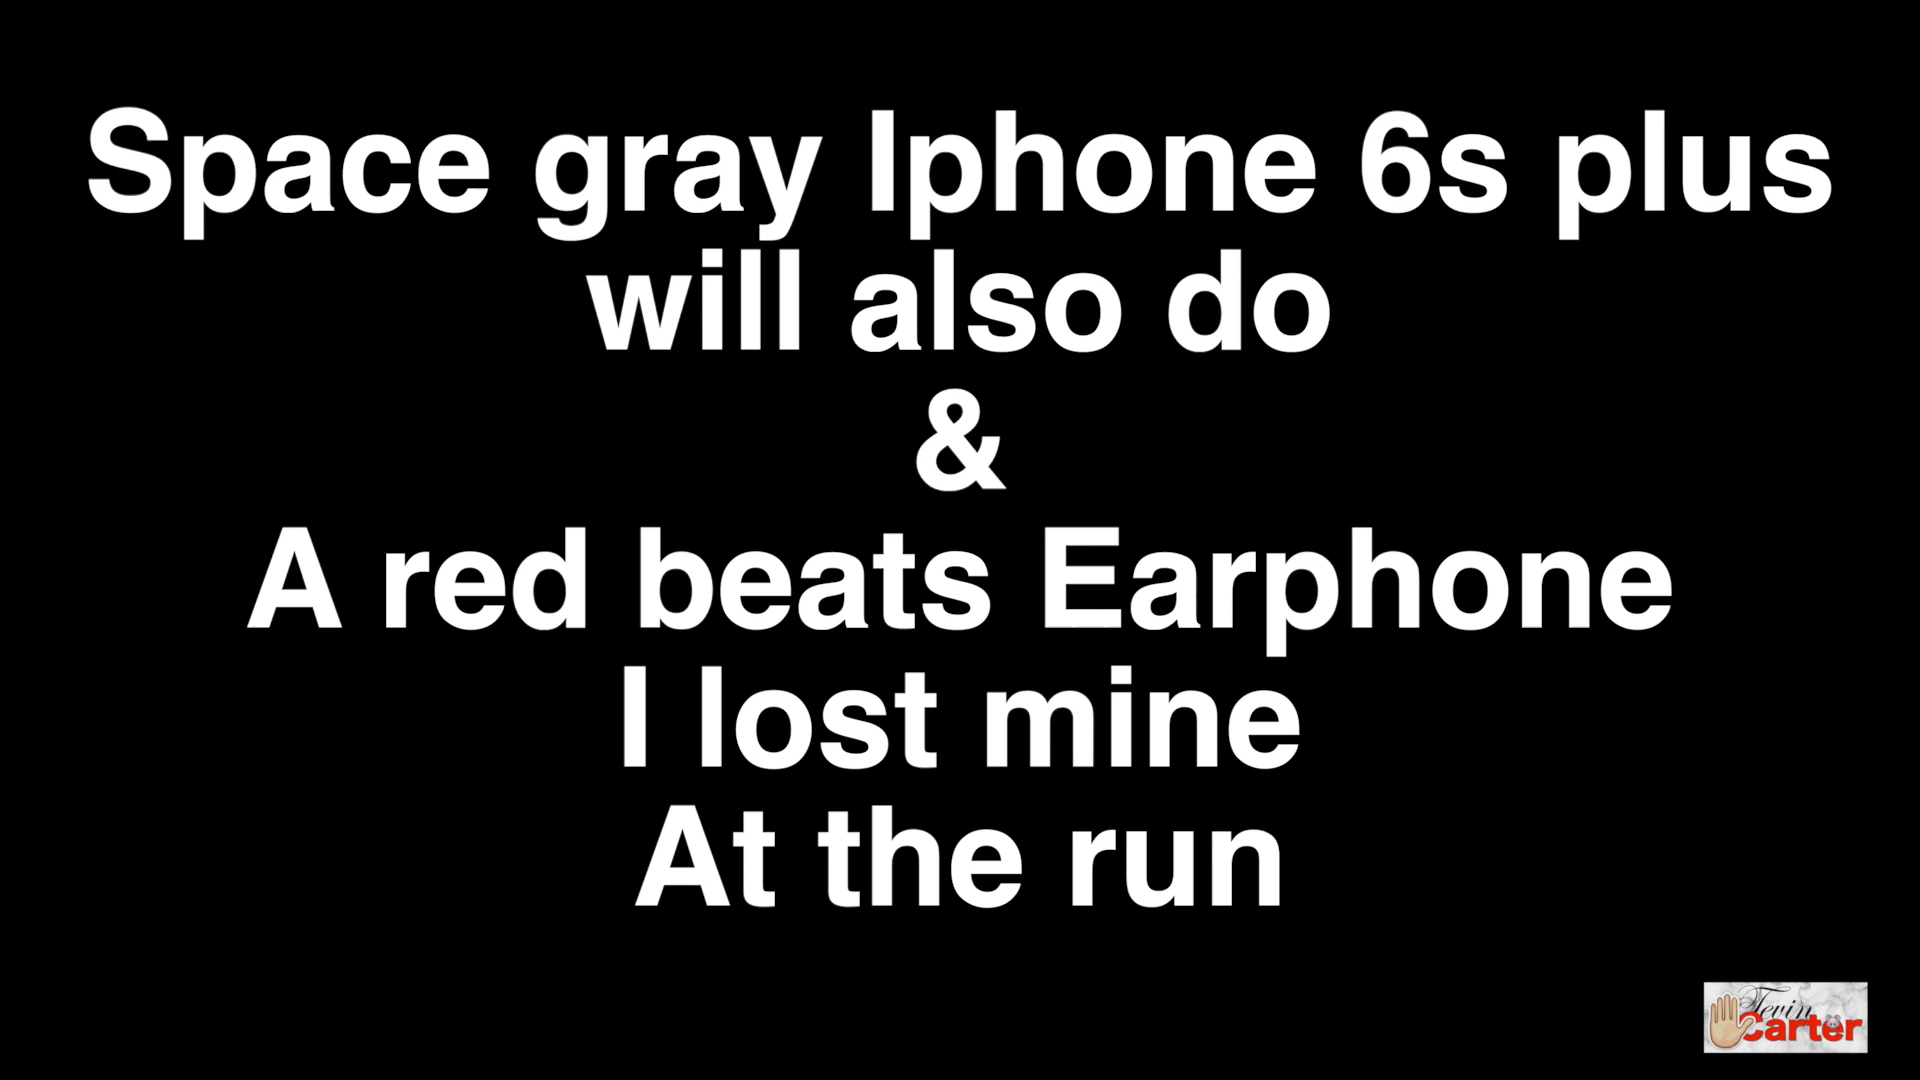 Space gray Iphone 6s plus
will also do
&
A red beats Earphone
I lost mine
At the run
Tevin
Carter